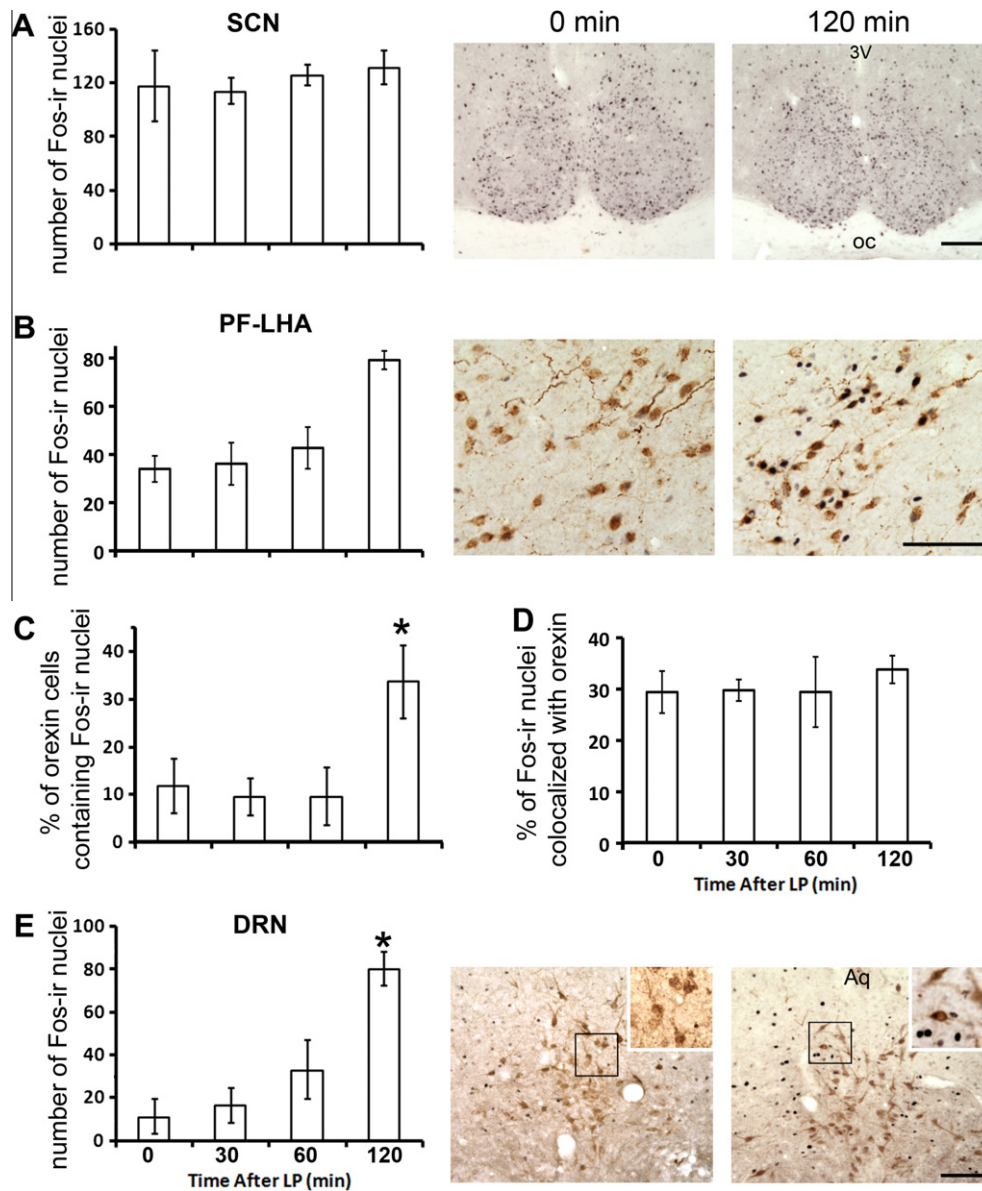 A
SCN
160
120
80
40
0
number of Fos-ir nuclei
0 min
120 min
3V
oc
B
PF-LHA
80
60
40
20
0
number of Fos-ir nuclei
C
40
30
20
10
0
% of orexin cells
containing Fos-ir nuclei
*
D
40
30
20
10
0
% of Fos-ir nuclei
colocalized with orexin
0 30 60 120
Time After LP (min)
E
DRN
100
80
60
40
20
0
number of Fos-ir nuclei
*
0 30 60 120
Time After LP (min)
Aq